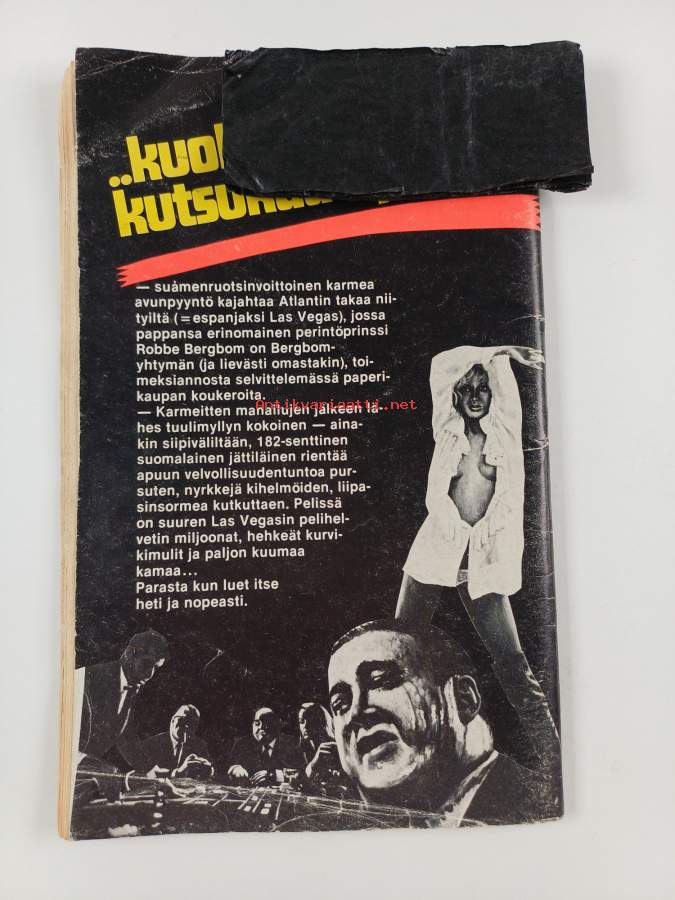 ..kuol
kutsukaa
— suåmenruotsinvoittoinen karmea
avunpyyntö kajahtaa Atlantin takaa nii-
tyiltä (=espanjaksi Las Vegas), jossa
pappansa erinomainen perintöprinssi
Robbe Bergbom on Bergbom-
yhtymän (ja lievästi omastakin), toi-
meksiannosta selvittelemässä paperi-
kaupan koukeroita.
Antikvariaatti.net
— Karmeitten mahahujen jälkeen lä-
hes tuulimyllyn kokoinen — aina-
kin siipiväliltään, 182-senttinen
suomalainen jättiläinen rientää
apuun velvollisuudentuntoa pur-
suten, nyrkkejä kihelmöiden, liipa-
sinsormea kutkuttaen. Pelissä
on suuren Las Vegasin pelihel-
vetin miljoonat, hehkeät kurvi-
kimulit ja paljon kuumaa
kamaa...
Parasta kun luet itse
heti ja nopeasti.